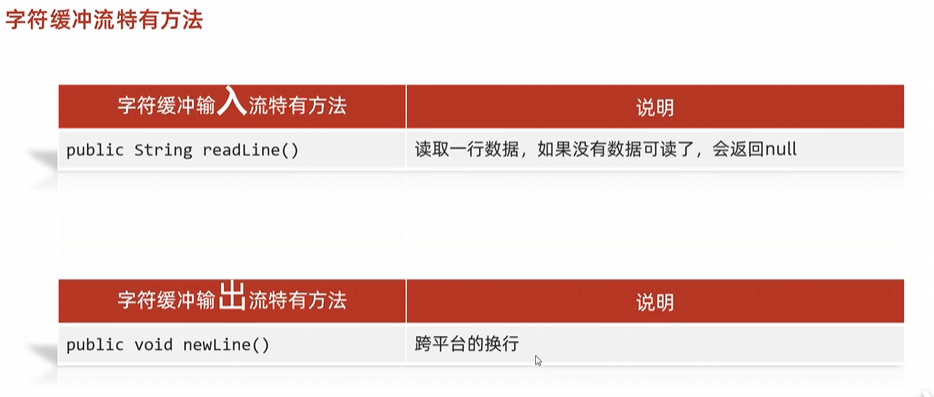 字符缓冲流特有方法
字符缓冲输入流特有方法 说明
public String readLine() 读取一行数据，如果没有数据可读了，会返回null
字符缓冲输出流特有方法 说明
public void newLine() 跨平台的换行